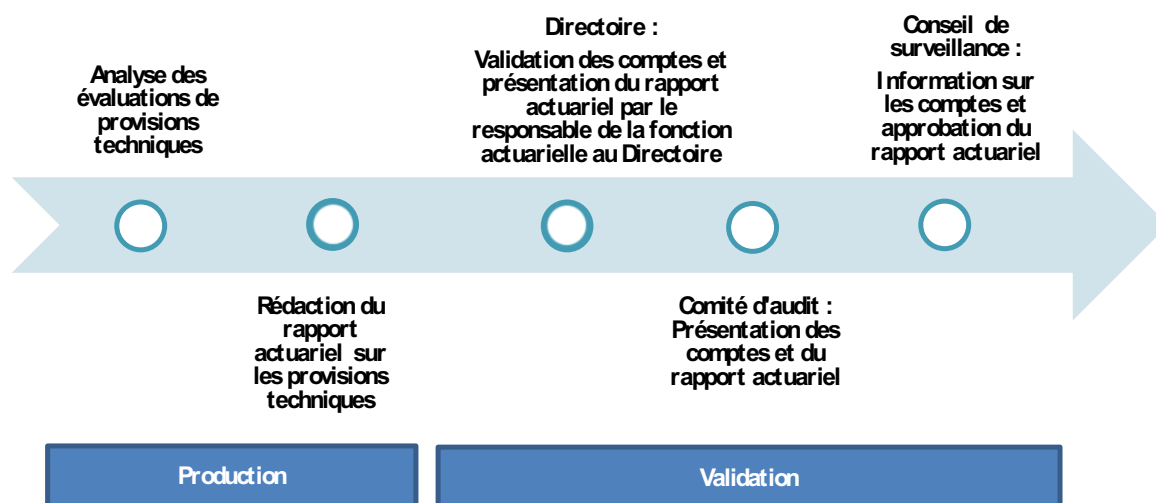 Analyse des
évaluations de
provisions
techniques
Rédaction du
rapport
actuariel sur
les provisions
techniques
Directoire :
Validation des comptes et
présentation du rapport
actuariel par le
responsable de la fonction
actuarielle au Directoire
Comité d'audit :
Présentation des
comptes et du
rapport actuariel
Conseil de
surveillance :
Information sur
les comptes et
approbation du
rapport actuariel
Production
Validation